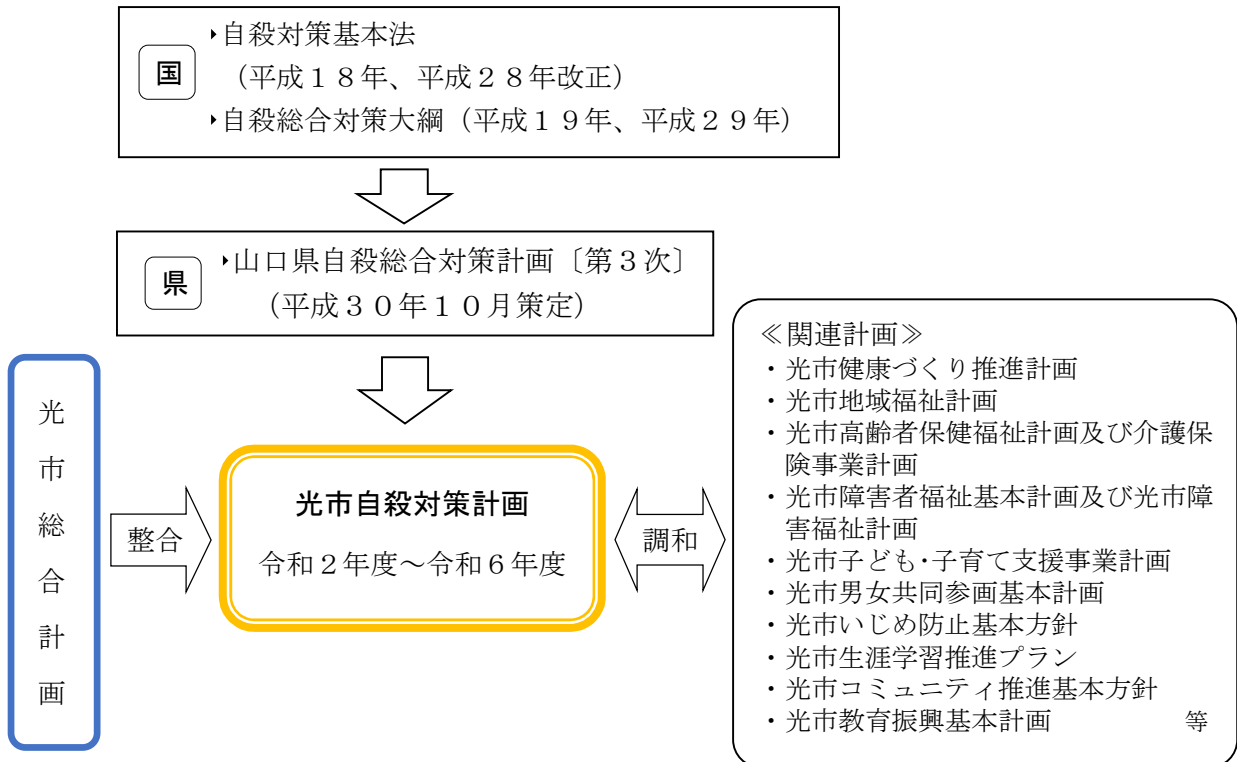 国
‣自殺対策基本法
（平成１８年、平成２８年改正）
‣自殺総合対策大綱（平成１９年、平成２９年）
県
‣山口県自殺総合対策計画〔第３次〕
（平成３０年１０月策定）
光市総合計画
整合
光市自殺対策計画
令和２年度～令和６年度
調和
≪関連計画≫
・光市健康づくり推進計画
・光市地域福祉計画
・光市高齢者保健福祉計画及び介護保
険事業計画
・光市障害者福祉基本計画及び光市障
害福祉計画
・光市子ども・子育て支援事業計画
・光市男女共同参画基本計画
・光市いじめ防止基本方針
・光市生涯学習推進プラン
・光市コミュニティ推進基本方針
・光市教育振興基本計画　　　　等